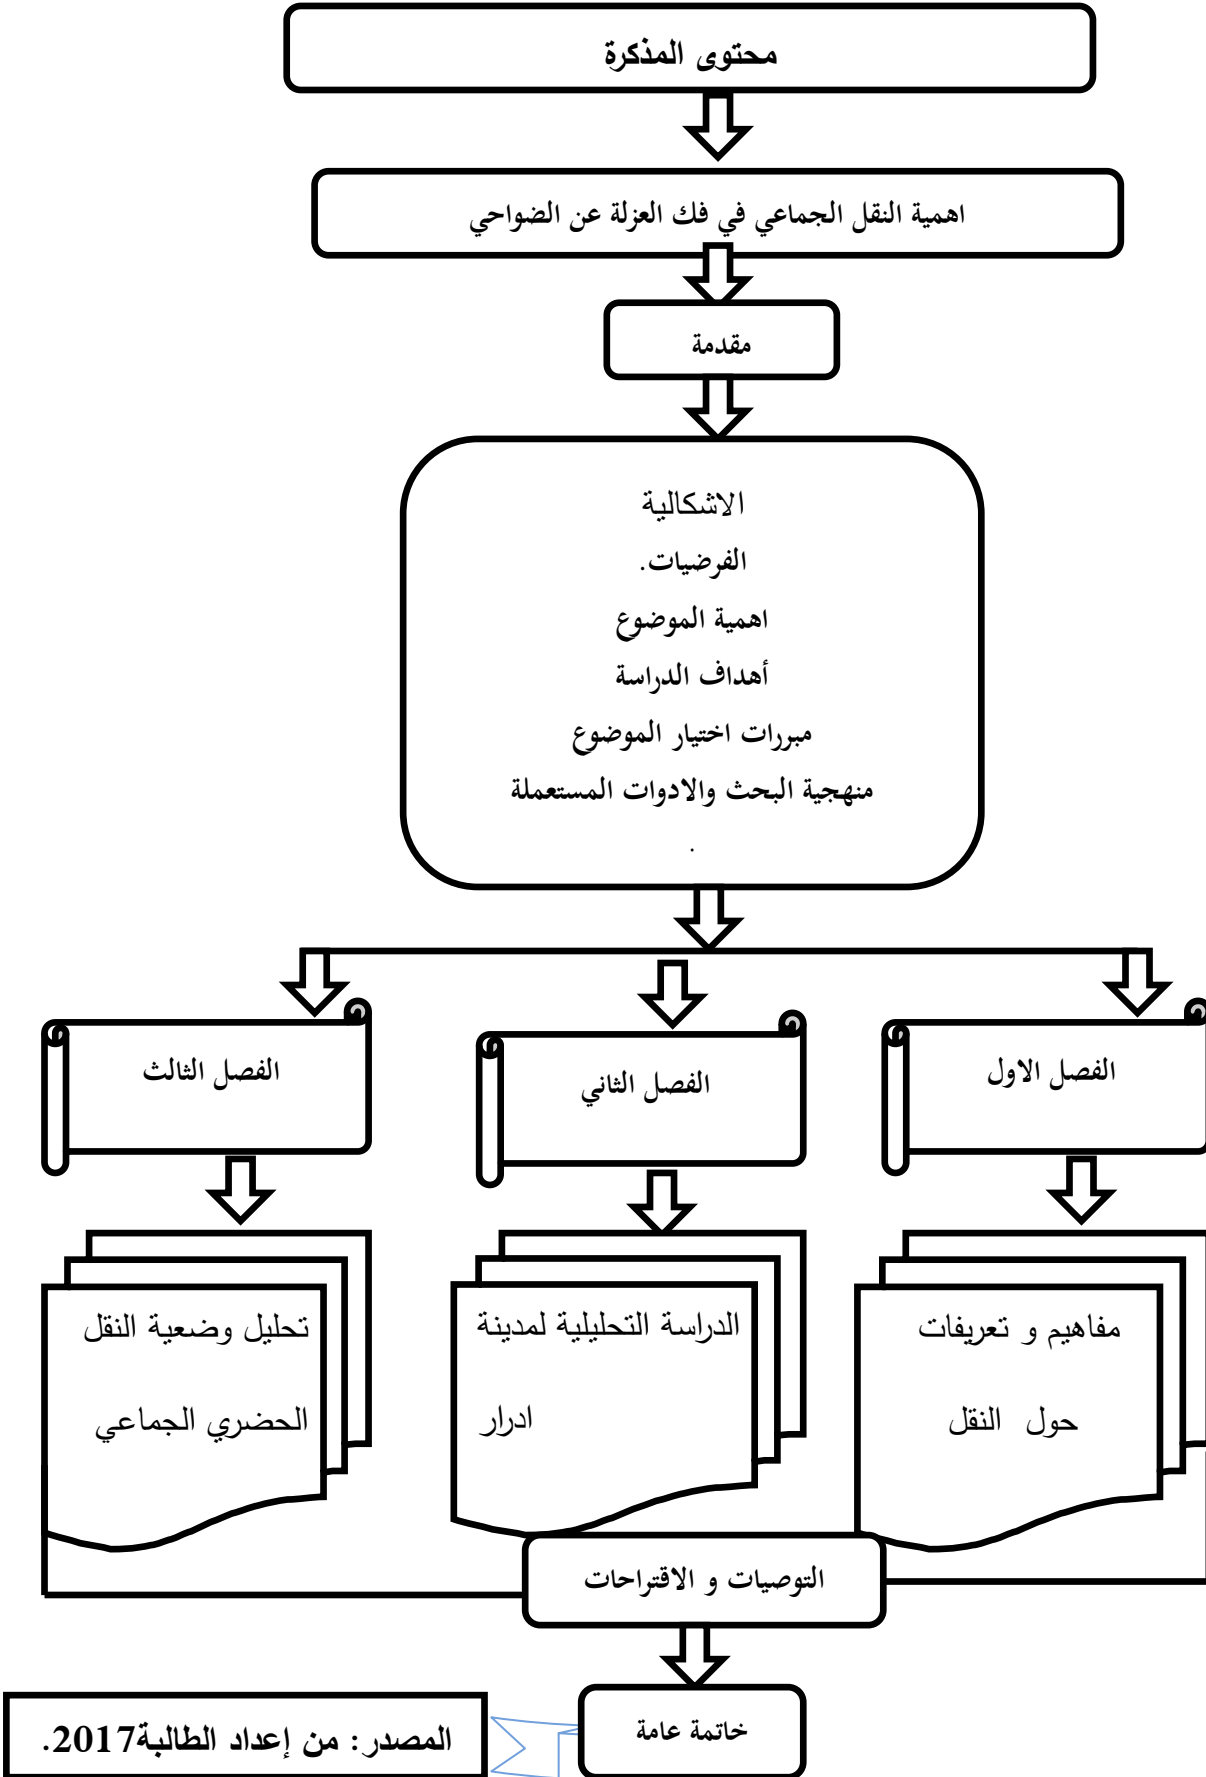 محتوى المذكرة
اهمية النقل الجماعي في فك العزلة عن الضواحي
مقدمة
الاشكالية
الفرضيات.
اهمية الموضوع
أهداف الدراسة
مبررات اختيار الموضوع
منهجية البحث والادوات المستعملة
.
الفصل الاول
الفصل الثاني
الفصل الثالث
مفاهيم و تعريفات
حول النقل
الدراسة التحليلية لمدينة
ادرار
تحليل وضعية النقل
الحضري الجماعي
التوصيات و الاقتراحات
خاتمة عامة
المصدر: من إعداد الطالبة2017.